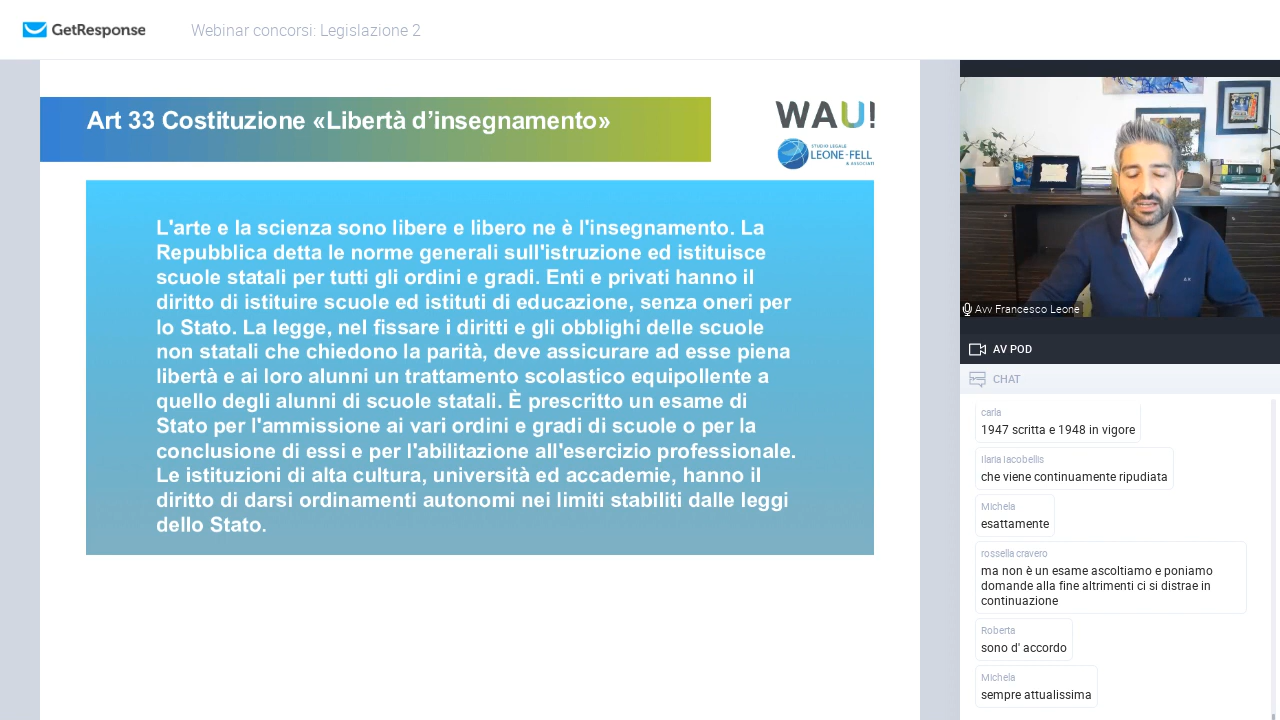 GetResponse
Webinar concorsi: Legislazione 2
Art 33 Costituzione «Libertà d'insegnamento»
WAU!
STUDIO LEGALE
LEONE-FELL
& ASSOCIATI
L'arte e la scienza sono libere e libero ne è l'insegnamento. La
Repubblica detta le norme generali sull'istruzione ed istituisce
scuole statali per tutti gli ordini e gradi. Enti e privati hanno il
diritto di istituire scuole ed istituti di educazione, senza oneri per
lo Stato. La legge, nel fissare i diritti e gli obblighi delle scuole
non statali che chiedono la parità, deve assicurare ad esse piena
libertà e ai loro alunni un trattamento scolastico equipollente a
quello degli alunni di scuole statali. È prescritto un esame di
Stato per l'ammissione ai vari ordini e gradi di scuole o per la
conclusione di essi e per l'abilitazione all'esercizio professionale.
Le istituzioni di alta cultura, università ed accademie, hanno il
diritto di darsi ordinamenti autonomi nei limiti stabiliti dalle leggi
dello Stato.
Avv Francesco Leone
AV POD
CHAT
carla
1947 scritta e 1948 in vigore
Ilaria Iacobellis
che viene continuamente ripudiata
Michela
esattamente
rossella cravero
ma non è un esame ascoltiamo e poniamo
domande alla fine altrimenti ci si distrae in
continuazione
Roberta
sono d' accordo
Michela
sempre attualissima